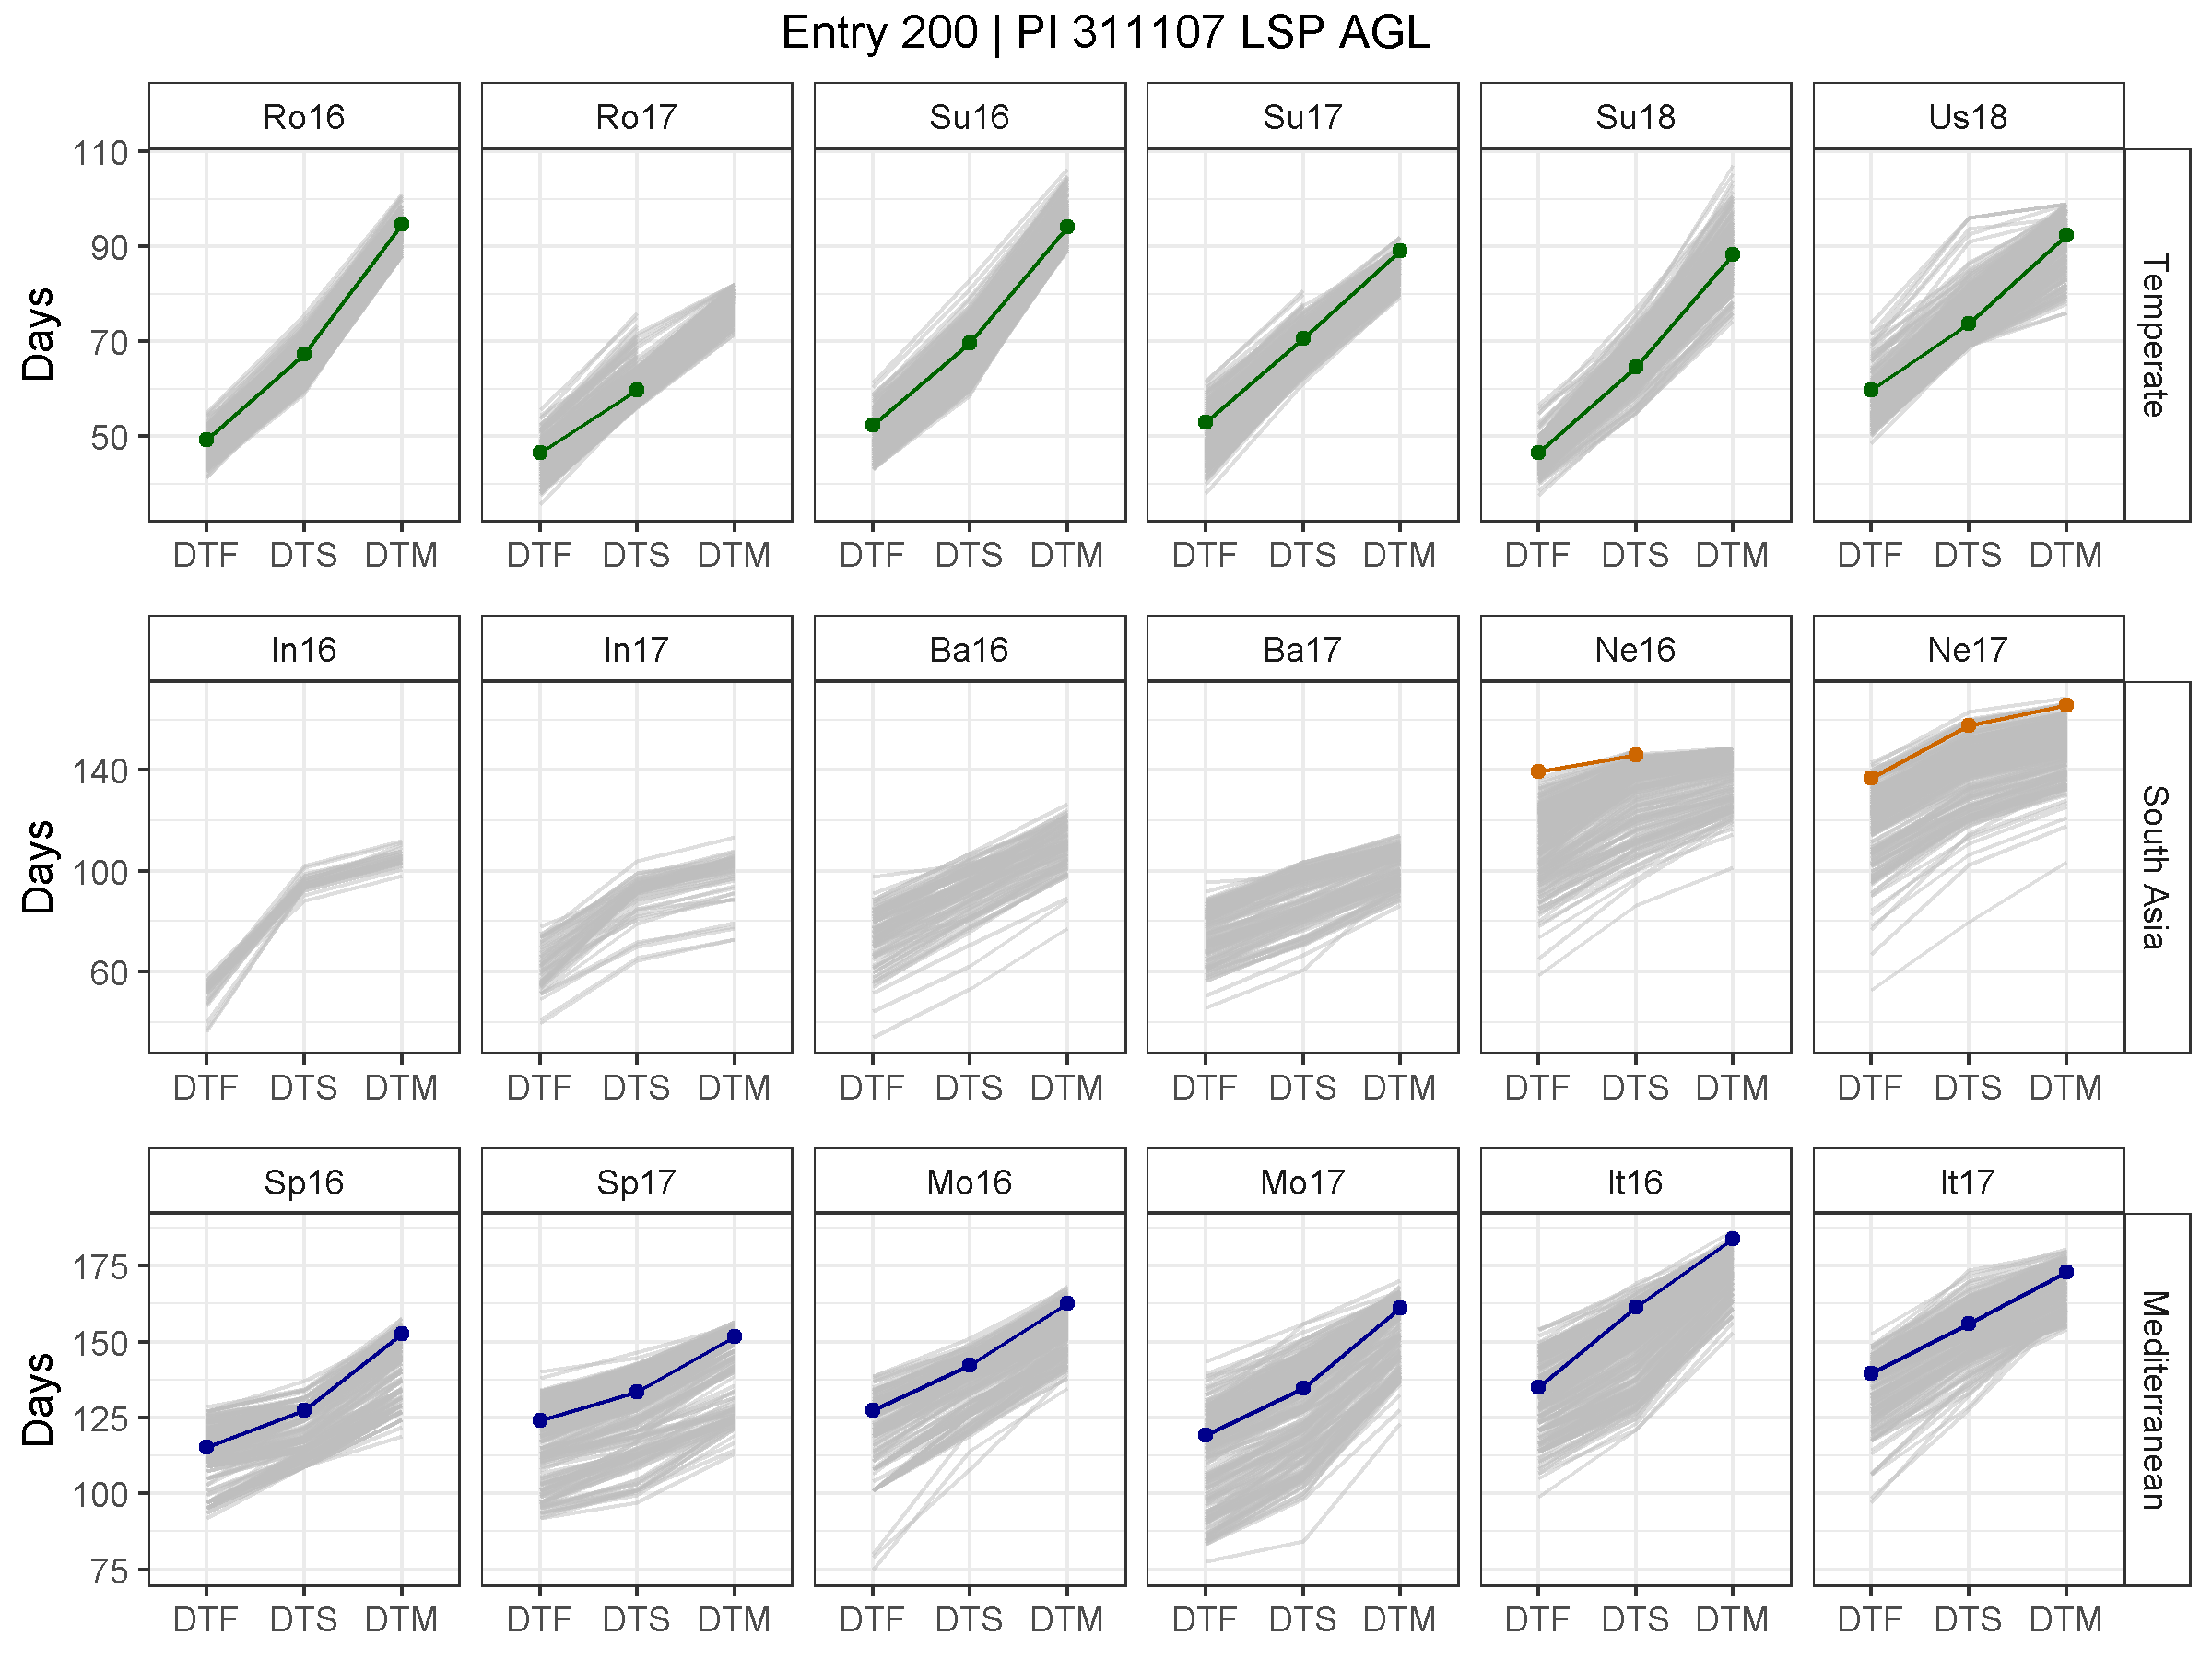 Entry 200 | PI 311107 LSP AGL
Ro16 Ro17 Su16 Su17 Su18 Us18
Days
110
90
70
50
Temperate
DTF DTS DTM DTF DTS DTM DTF DTS DTM DTF DTS DTM DTF DTS DTM DTF DTS DTM
In16 In17 Ba16 Ba17 Ne16 Ne17
Days
140
100
60
South Asia
DTF DTS DTM DTF DTS DTM DTF DTS DTM DTF DTS DTM DTF DTS DTM DTF DTS DTM
Sp16 Sp17 Mo16 Mo17 It16 It17
Days
175
150
125
100
75
Mediterranean
DTF DTS DTM DTF DTS DTM DTF DTS DTM DTF DTS DTM DTF DTS DTM DTF DTS DTM